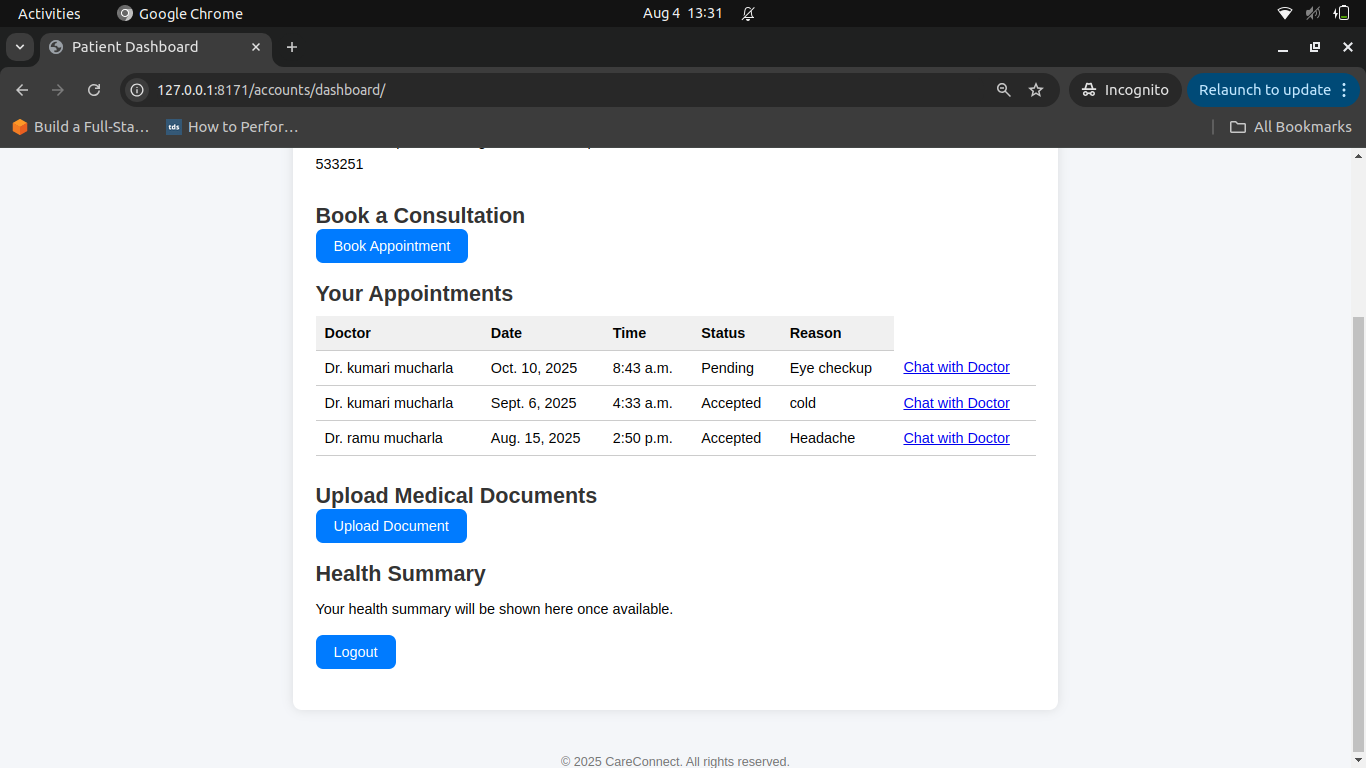 Activities Google Chrome Aug 4 13:31
Patient Dashboard
127.0.0.1:8171/accounts/dashboard/ Incognito Relaunch to update
Build a Full-Sta... tds How to Perfor... All Bookmarks
533251
Book a Consultation
Book Appointment
Your Appointments
Doctor Date Time Status Reason
Dr. kumari mucharla Oct. 10, 2025 8:43 a.m. Pending Eye checkup Chat with Doctor
Dr. kumari mucharla Sept. 6, 2025 4:33 a.m. Accepted cold Chat with Doctor
Dr. ramu mucharla Aug. 15, 2025 2:50 p.m. Accepted Headache Chat with Doctor
Upload Medical Documents
Upload Document
Health Summary
Your health summary will be shown here once available.
Logout
© 2025 CareConnect. All rights reserved.